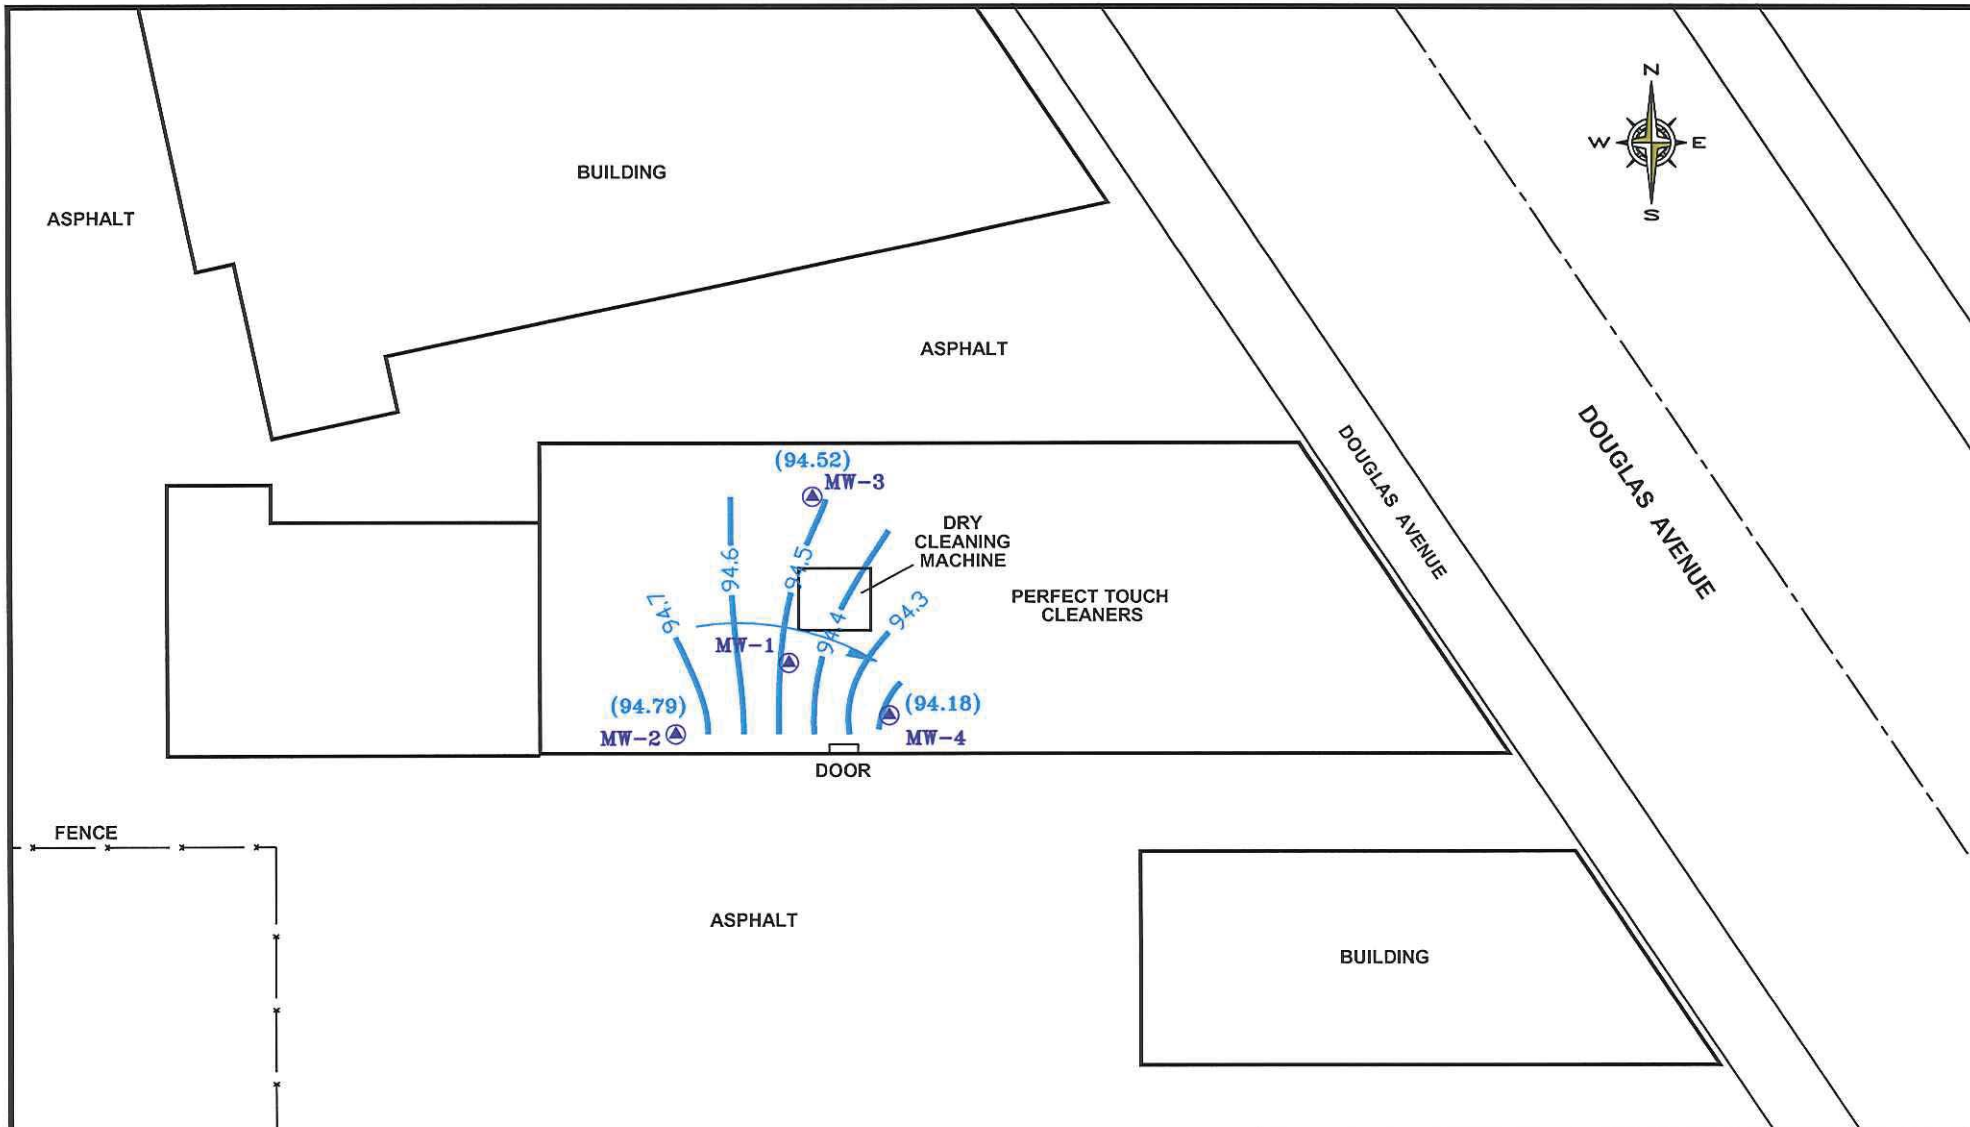 N
W E
S
BUILDING
ASPHALT
ASPHALT
DOUGLAS AVENUE
DOUGLAS AVENUE
(94.52)
MW-3
DRY
CLEANING
MACHINE
94.6
94.5
94.7
94.4
94.3
PERFECT TOUCH
CLEANERS
MW-1
(94.79)
MW-2
(94.18)
MW-4
DOOR
FENCE
ASPHALT
BUILDING